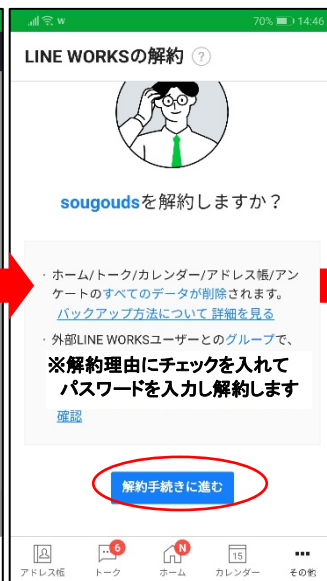 70% 14:46
LINE WORKSの解約 ?
sougoudsを解約しますか？
・ホーム/トーク/カレンダー/アドレス帳/アン
ケートのすべてのデータが削除されます。
バックアップ方法について 詳細を見る
・外部LINE WORKSユーザーとのグループで、
※解約理由にチェックを入れて
パスワードを入力し解約します
確認
解約手続きに進む
6
N
15
アドレス帳 トーク ホーム カレンダー その他